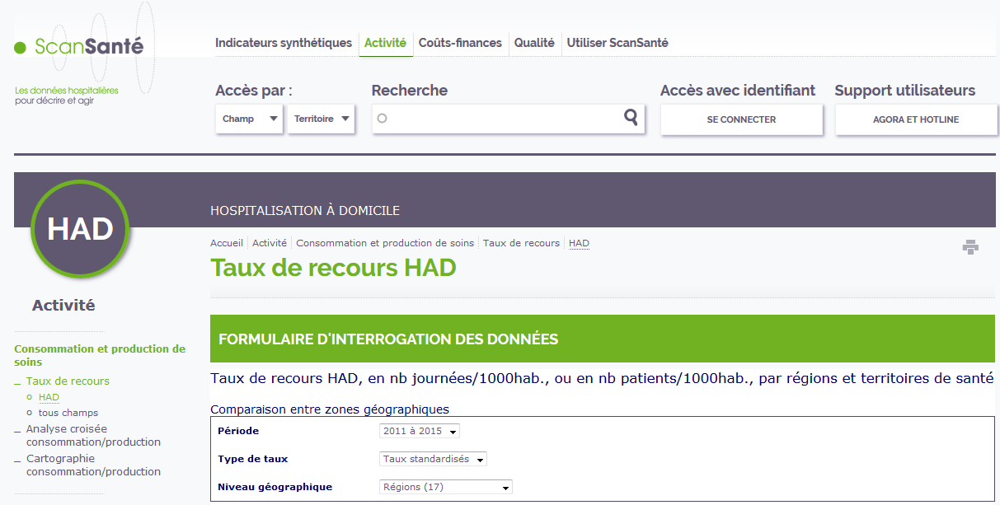 ScanSanté
Les données hospitalières
pour décrire et agir
Indicateurs synthétiques Activité Coûts-finances Qualité Utiliser ScanSanté
Accès par : Recherche Accès avec identifiant Support utilisateurs
Champ Territoire SE CONNECTER AGORA ET HOTLINE
HAD
HOSPITALISATION À DOMICILE
Accueil Activité Consommation et production de soins Taux de recours HAD
Taux de recours HAD
Activité
Consommation et production de
soins
Taux de recours
HAD
tous champs
Analyse croisée
consommation/production
Cartographie
consommation/production
FORMULAIRE D'INTERROGATION DES DONNÉES
Taux de recours HAD, en nb journées/1000hab., ou en nb patients/1000hab., par régions et territoires de santé
Comparaison entre zones géographiques
Période 2011 à 2015
Type de taux Taux standardisés
Niveau géographique Régions (17)